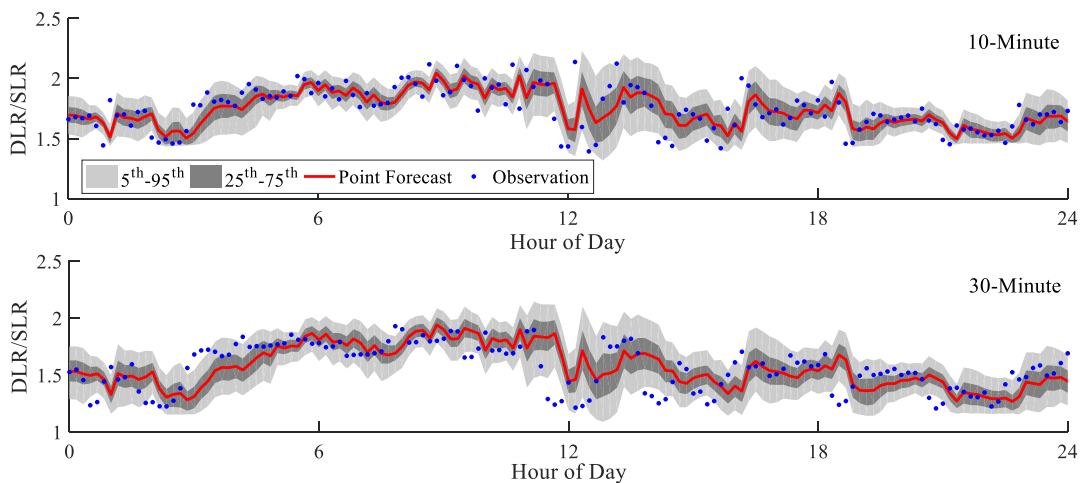 2.5
10-Minute
2
DLR/SLR
1.5
5th-95th 25th-75th Point Forecast Observation
1
0 6 12 18 24
Hour of Day
2.5
30-Minute
2
DLR/SLR
1.5
1
0 6 12 18 24
Hour of Day